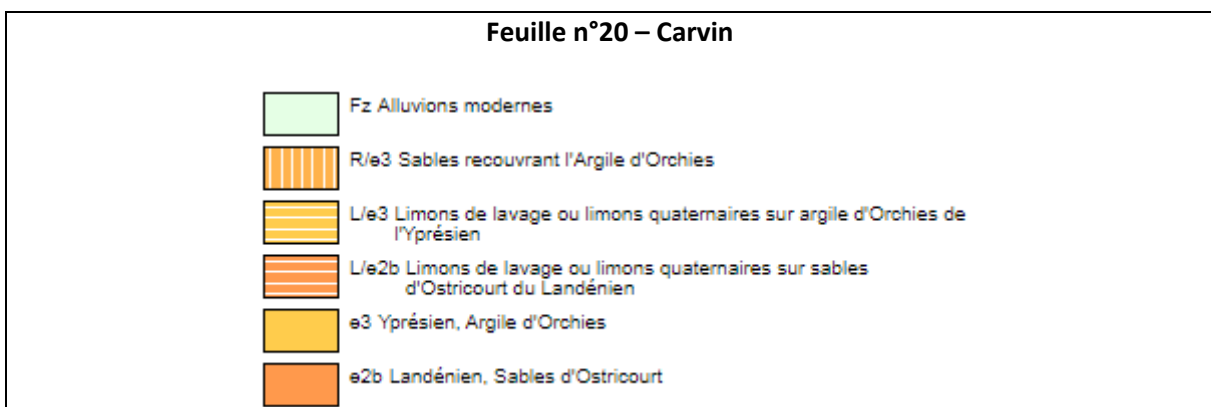 Feuille n°20 – Carvin
Fz Alluvions modernes
R/e3 Sables recouvrant l'Argile d'Orchies
L/e3 Limons de lavage ou limons quaternaires sur argile d'Orchies de
l'Yprésien
L/e2b Limons de lavage ou limons quaternaires sur sables
d'Ostricourt du Landénien
e3 Yprésien, Argile d'Orchies
e2b Landénien, Sables d'Ostricourt